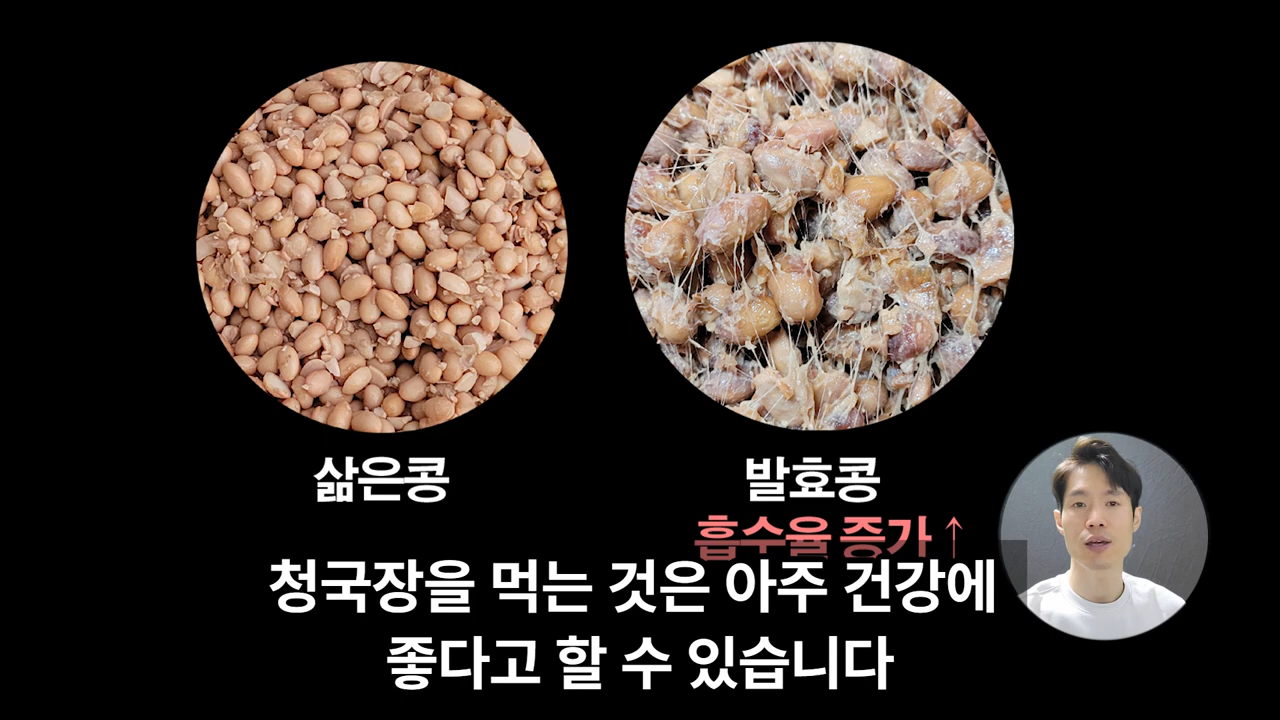 삶은콩
발효콩
흡수율 증가 ↑
청국장을 먹는 것은 아주 건강에
좋다고 할 수 있습니다